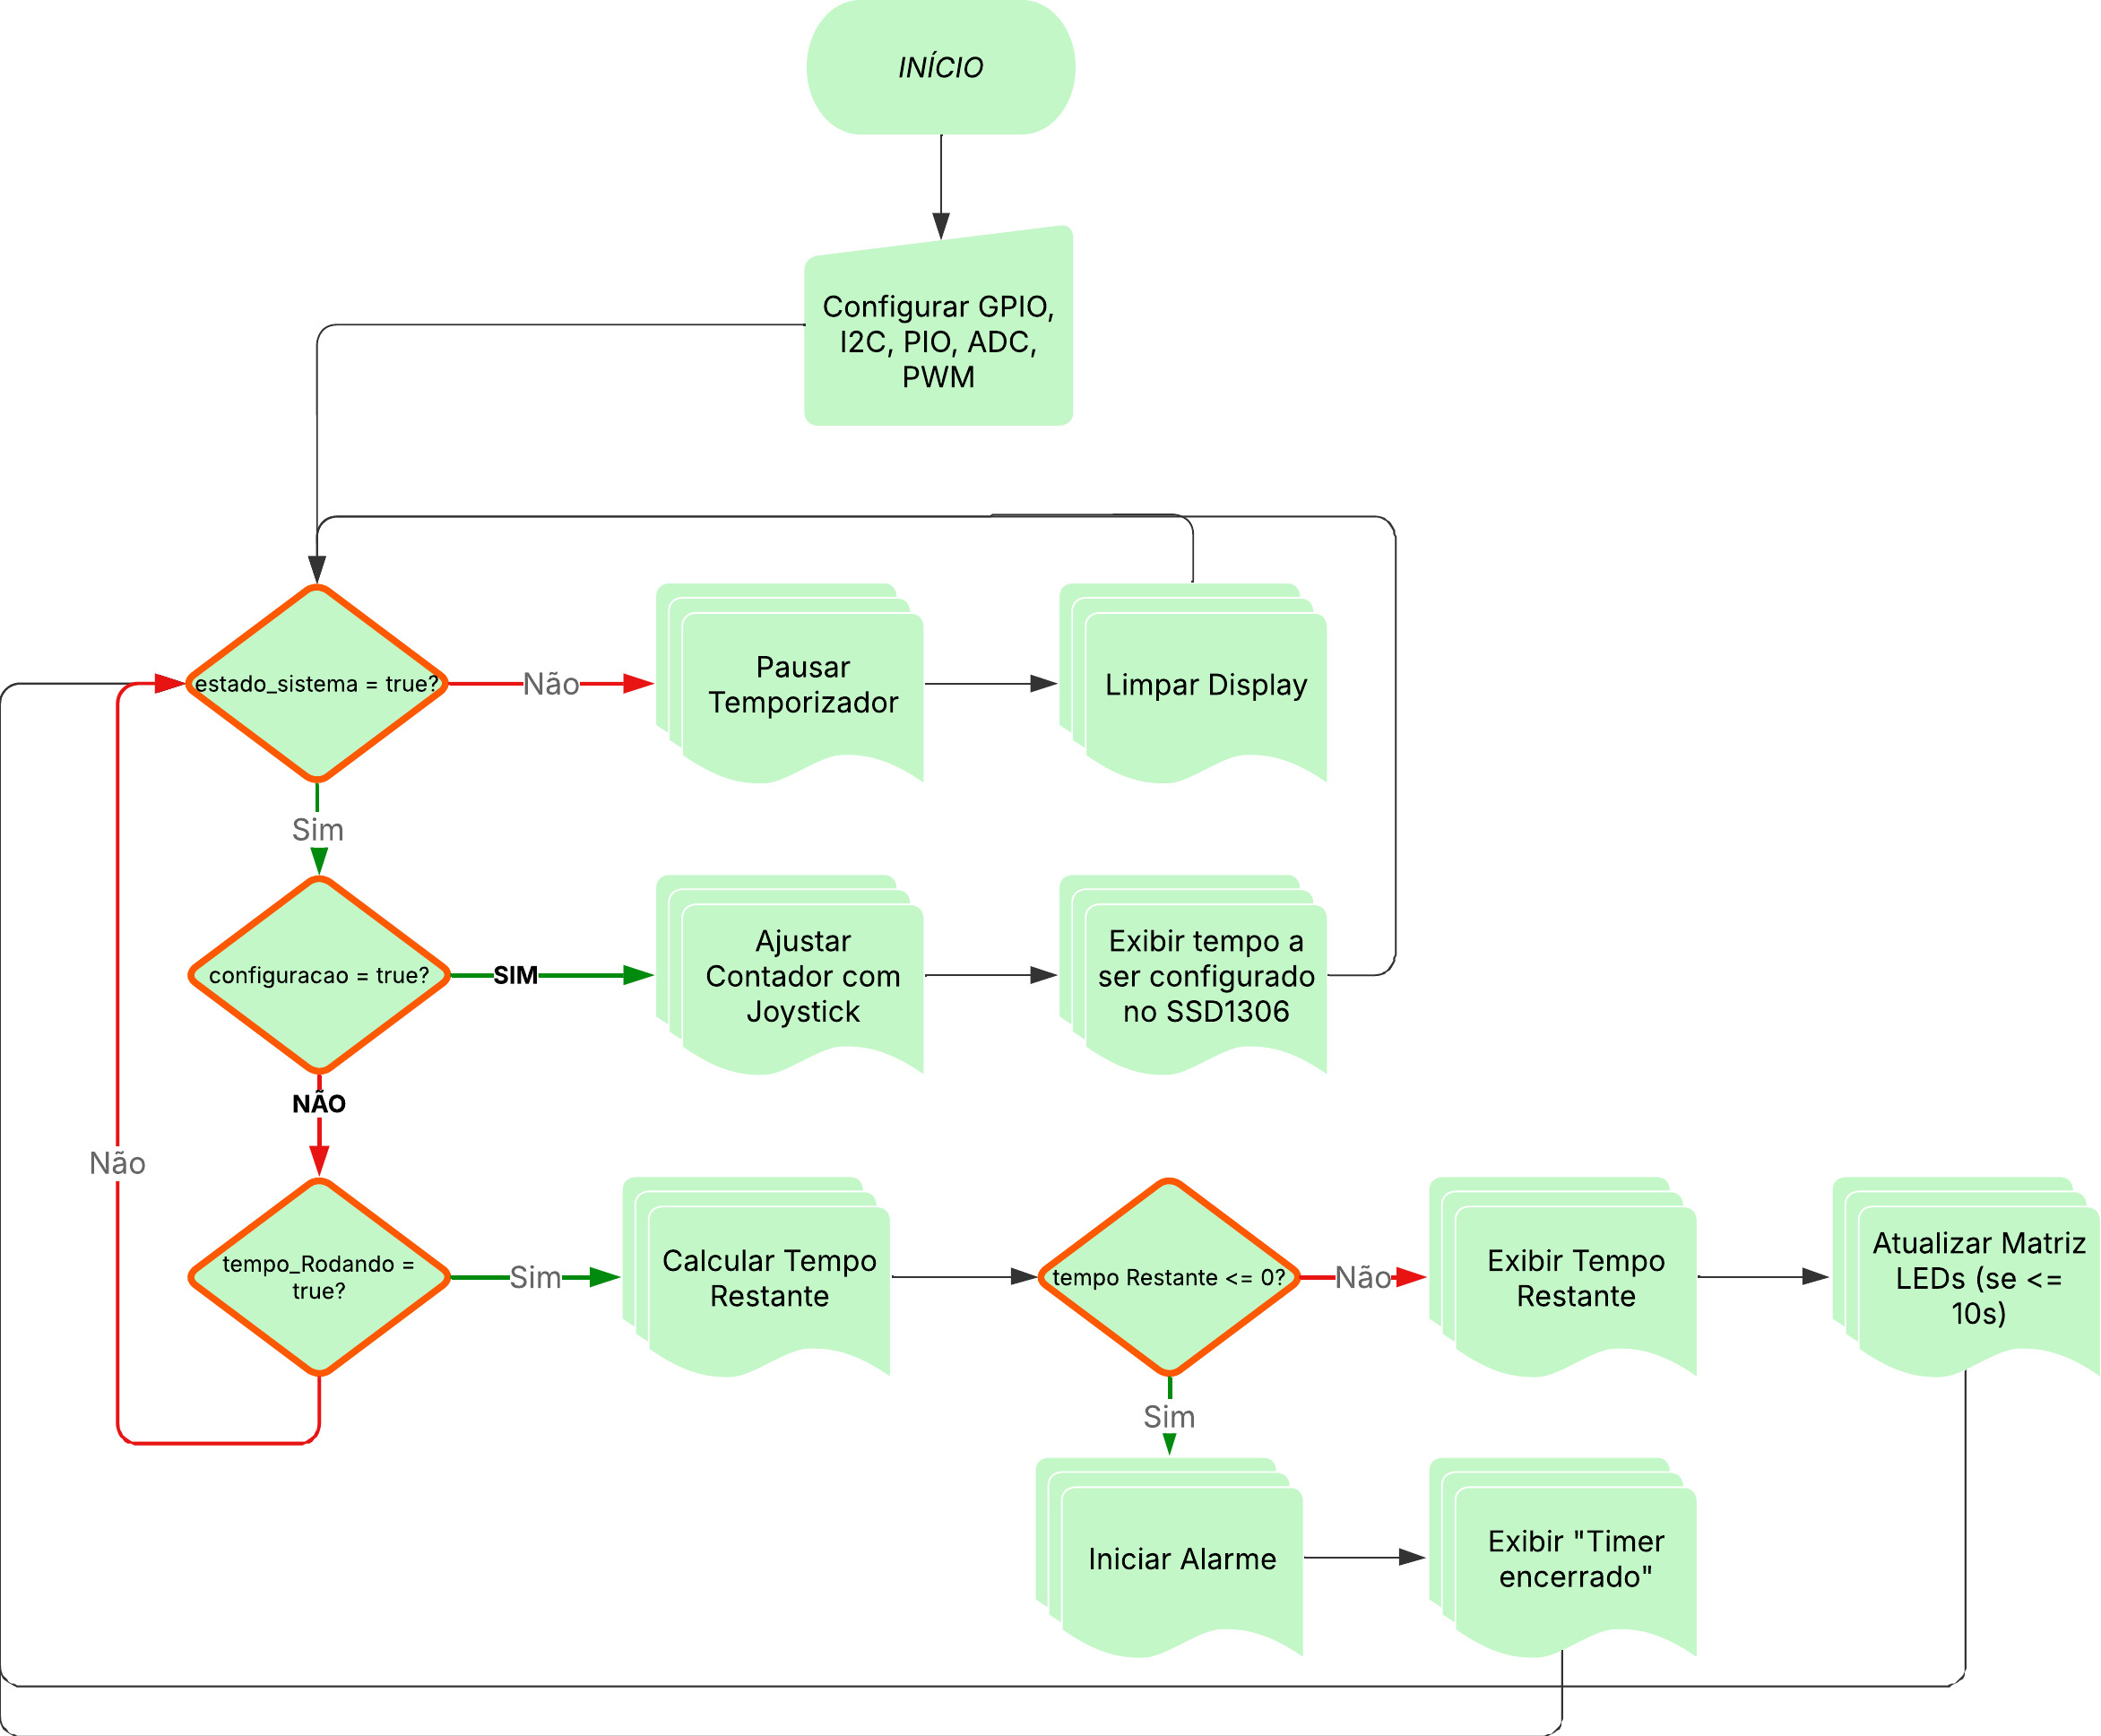 INÍCIO
Configurar GPIO,
I2C, PIO, ADC,
PWM
estado_sistema = true?
Não
Pausar
Temporizador
Limpar Display
Sim
configuracao = true?
SIM
Ajustar
Contador com
Joystick
Exibir tempo a
ser configurado
no SSD1306
NÃO
Não
tempo_Rodando =
true?
Sim
Calcular Tempo
Restante
tempo Restante <= 0?
Não
Exibir Tempo
Restante
Atualizar Matriz
LEDs (se <=
10s)
Sim
Iniciar Alarme
Exibir "Timer
encerrado"